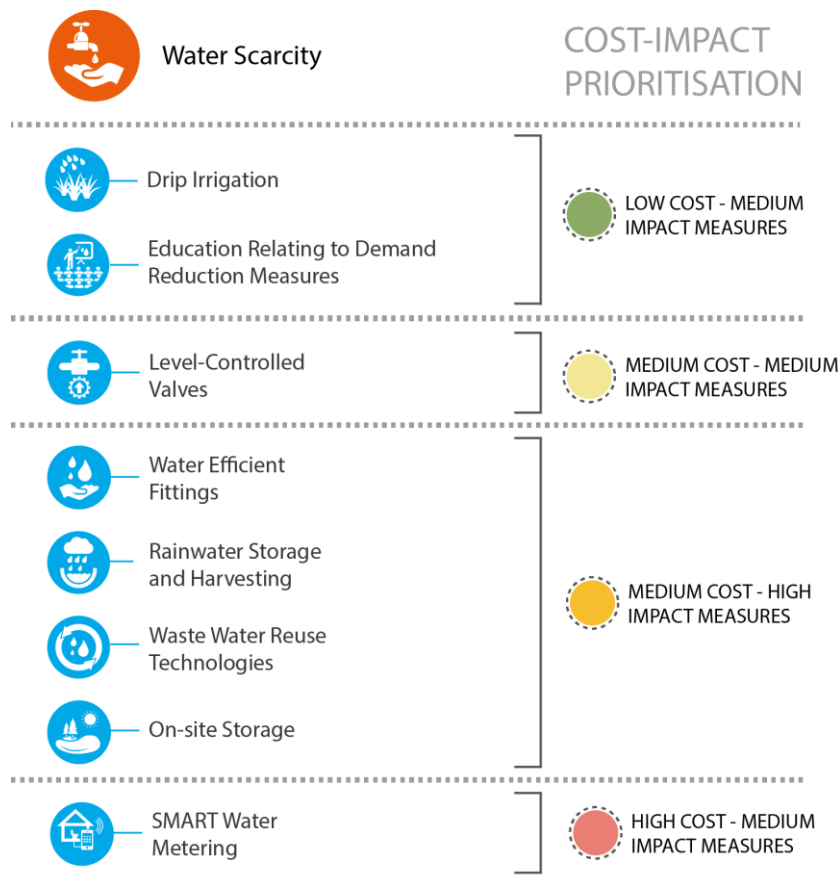 Water Scarcity
COST-IMPACT
PRIORITISATION
Drip Irrigation
Education Relating to Demand
Reduction Measures
LOW COST - MEDIUM
IMPACT MEASURES
Level-Controlled
Valves
MEDIUM COST - MEDIUM
IMPACT MEASURES
Water Efficient
Fittings
Rainwater Storage
and Harvesting
Waste Water Reuse
Technologies
On-site Storage
MEDIUM COST - HIGH
IMPACT MEASURES
SMART Water
Metering
HIGH COST - MEDIUM
IMPACT MEASURES